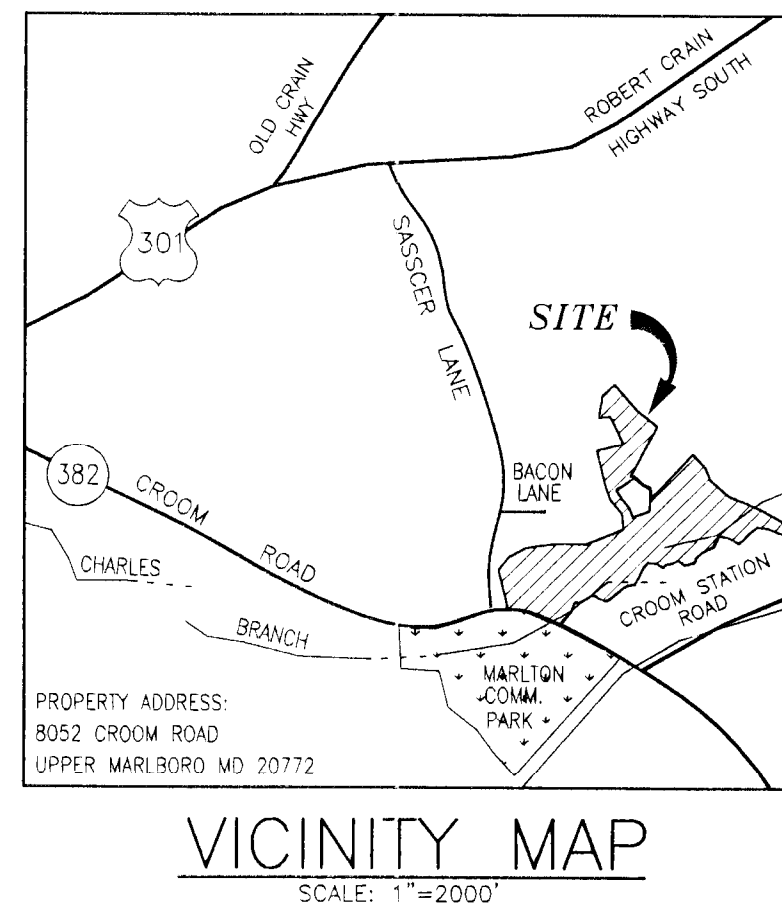 OLD CRAIN
HWY
ROBERT CRAIN
HIGHWAY SOUTH
301
SASSCER
LANE
SITE
382
CROOM
ROAD
BACON
LANE
CHARLES
BRANCH
CROOM STATION
ROAD
MARLTON
COMM.
PARK
PROPERTY ADDRESS:
8052 CROOM ROAD
UPPER MARLBORO MD 20772
VICINITY MAP
SCALE: 1"=2000'